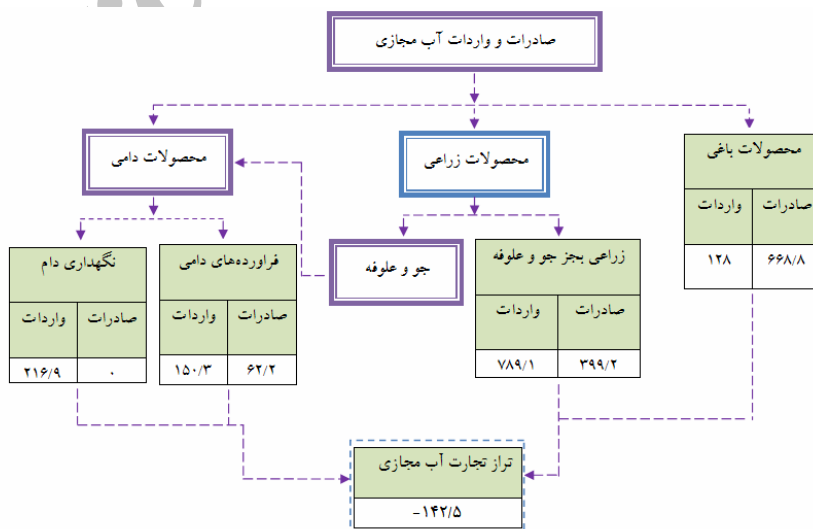 صادرات و واردات آب مجازی
محصولات دامی
محصولات زراعی
محصولات باغی
صادرات
واردات
۶۶۸/۸
۱۲۸
جو و علوفه
زراعی بجز جو و علوفه
صادرات
واردات
۳۹۹/۲
۷۸۹/۱
فراورده‌های دامی
صادرات
واردات
۶۲/۲
۱۵۰/۳
نگهداری دام
صادرات
واردات
۰
۲۱۶/۹
تراز تجارت آب مجازی
-۱۴۲/۵